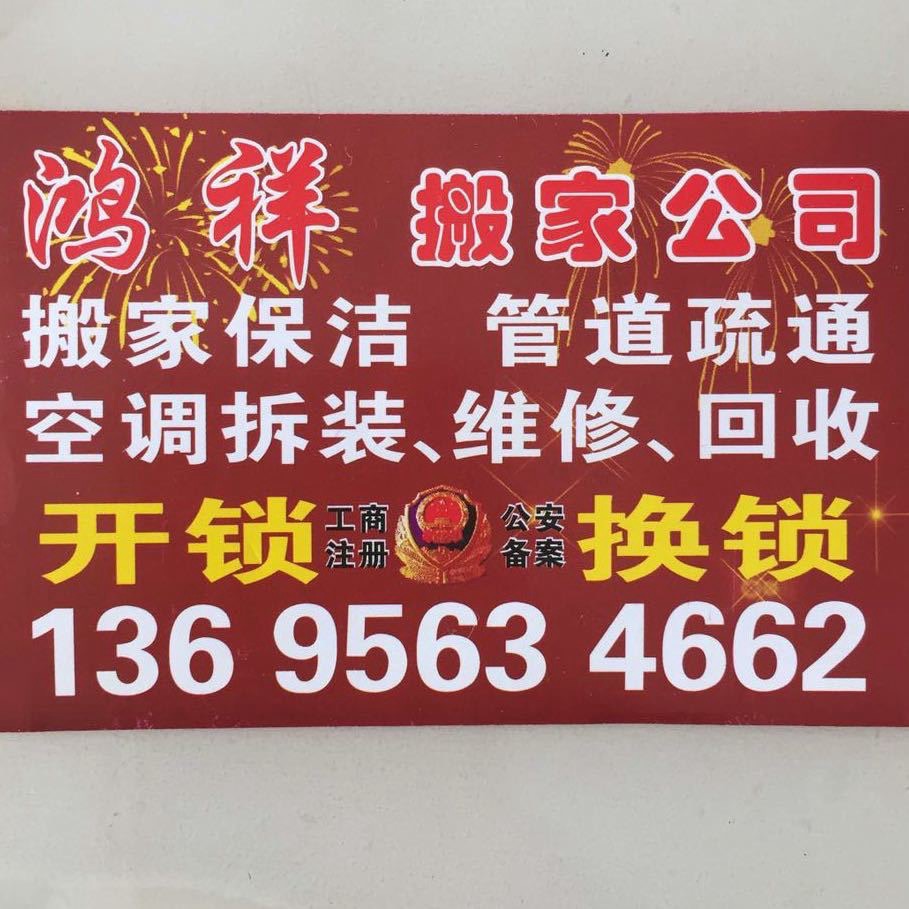 鸿祥 搬家公司
搬家保洁 管道疏通
空调拆装、维修、回收
开锁 工商注册 公安备案 换锁
136 9563 4662